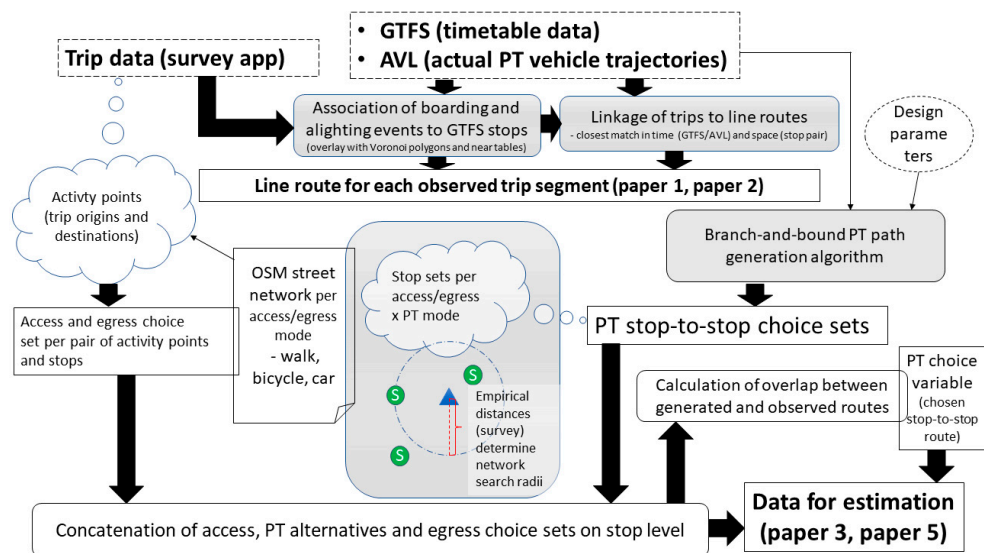 Trip data (survey app)
• GTFS (timetable data)
• AVL (actual PT vehicle trajectories)
Association of boarding and
alighting events to GTFS stops
(overlay with Voronoi polygons and near tables)
Linkage of trips to line routes
- closest match in time (GTFS/AVL) and space (stop pair)
Design
parame
ters
Line route for each observed trip segment (paper 1, paper 2)
Activty points
(trip origins and
destinations)
Branch-and-bound PT path
generation algorithm
OSM street
network per
access/egress
mode
- walk,
bicycle, car
Stop sets per
access/egress
x PT mode
Access and egress choice
set per pair of activity points
and stops
PT stop-to-stop choice sets
S
S
S
Empirical
distances
(survey)
determine
network
search radii
Calculation of overlap between
generated and observed routes
PT choice
variable
(chosen
stop-to-stop
route)
Concatenation of access, PT alternatives and egress choice sets on stop level
Data for estimation
(paper 3, paper 5)